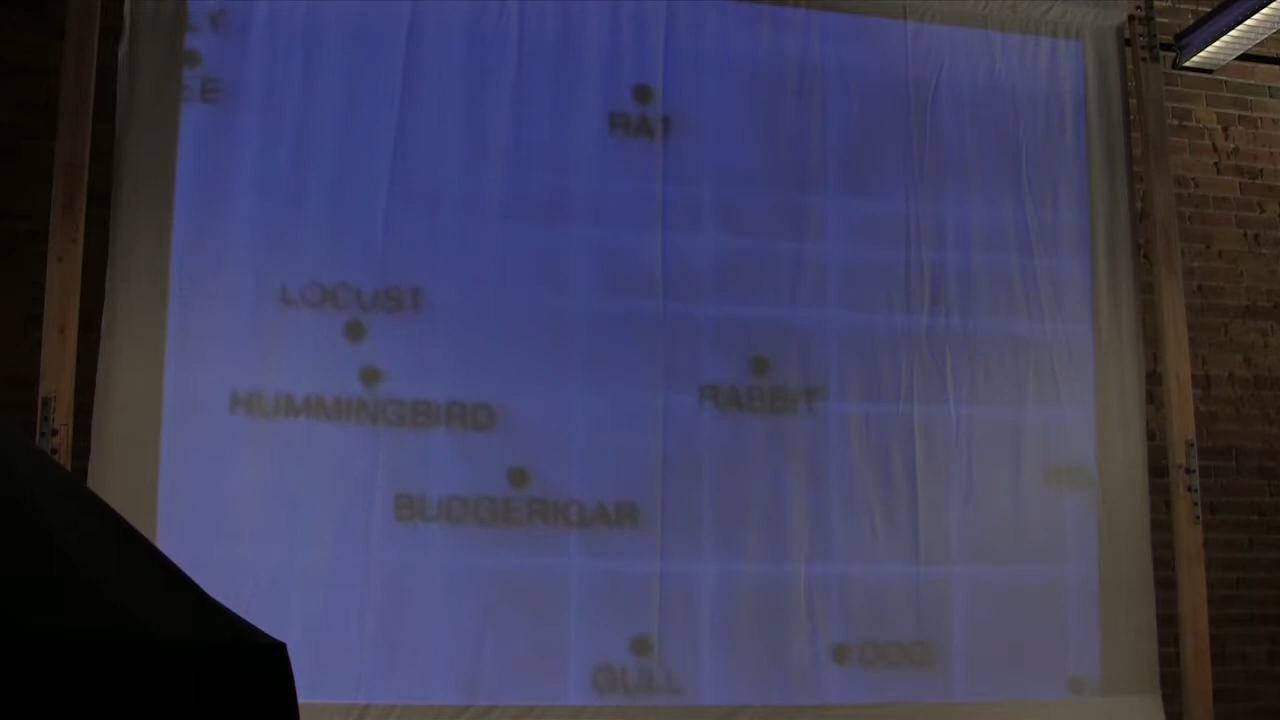 RAT
LOCUST
HUMMINGBIRD
RABBIT
BUDGERIGAR
GULL
DOG